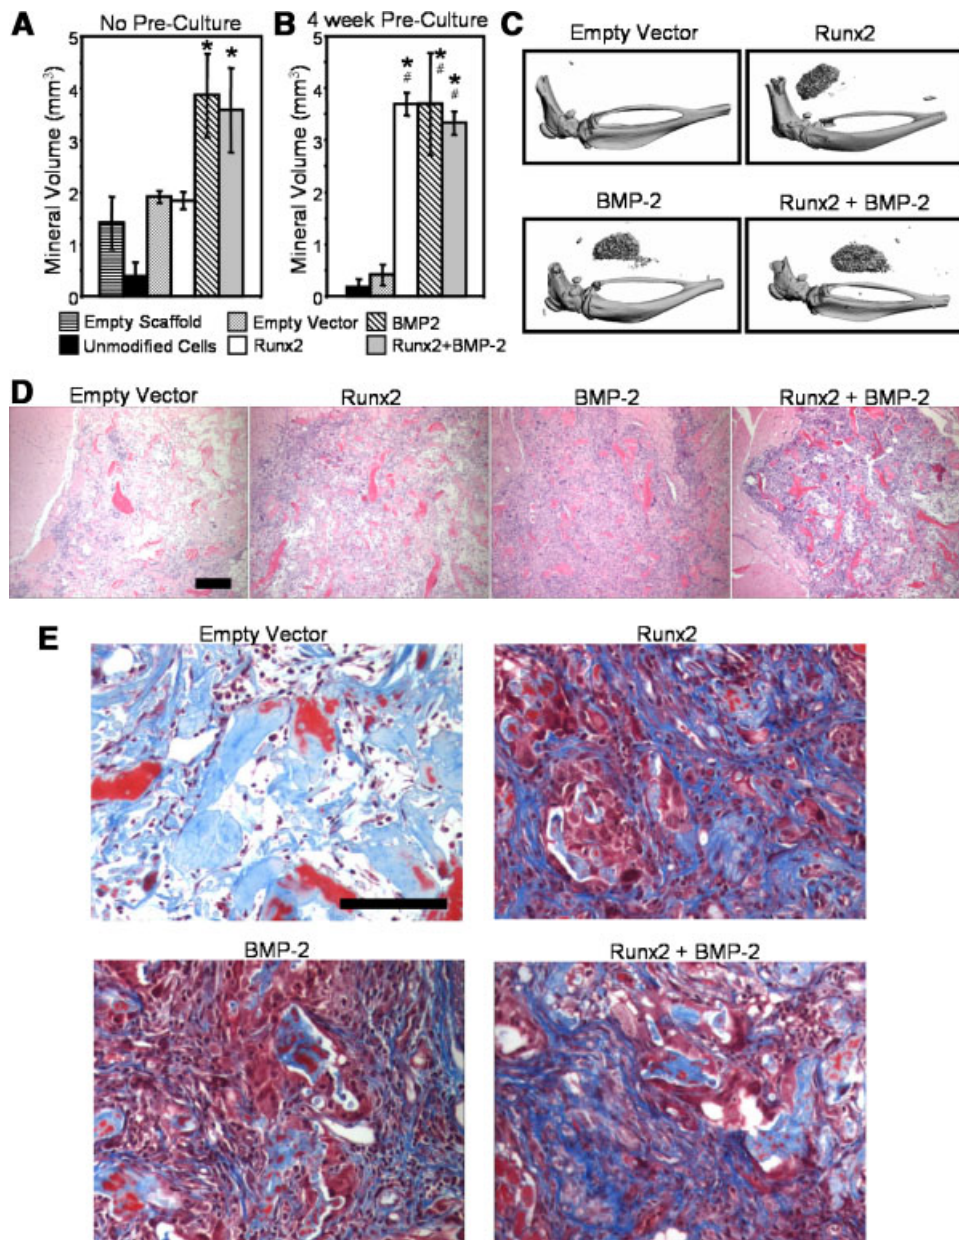 A No Pre-Culture
B 4 week Pre-Culture
C
Empty Vector Runx2
Mineral Volume (mm³)
5
4
3
2
1
0
* *
Mineral Volume (mm³)
5
4
3
2
1
0
* * *
# # #
BMP-2 Runx2 + BMP-2
Empty Scaffold Empty Vector BMP2
Unmodified Cells Runx2 Runx2+BMP-2
D Empty Vector Runx2 BMP-2 Runx2 + BMP-2
E Empty Vector Runx2
BMP-2 Runx2 + BMP-2